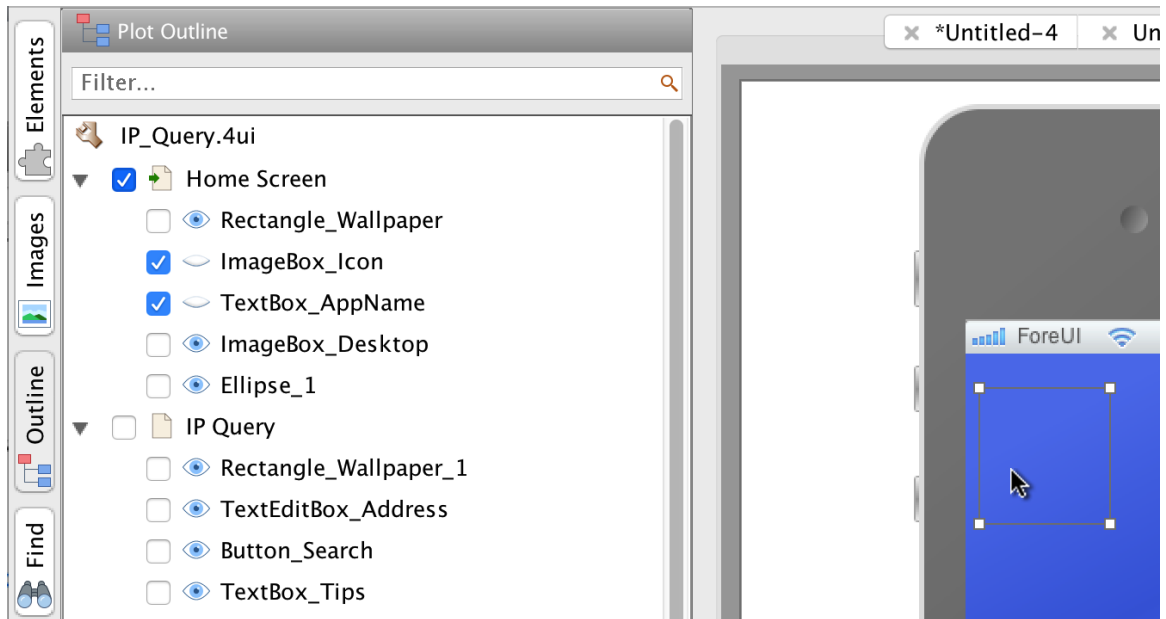 Elements
Images
Outline
Find
Plot Outline
Filter...
IP_Query.4ui
Home Screen
Rectangle_Wallpaper
ImageBox_Icon
TextBox_AppName
ImageBox_Desktop
Ellipse_1
IP Query
Rectangle_Wallpaper_1
TextEditBox_Address
Button_Search
TextBox_Tips
*Untitled-4
Un
ForeUI